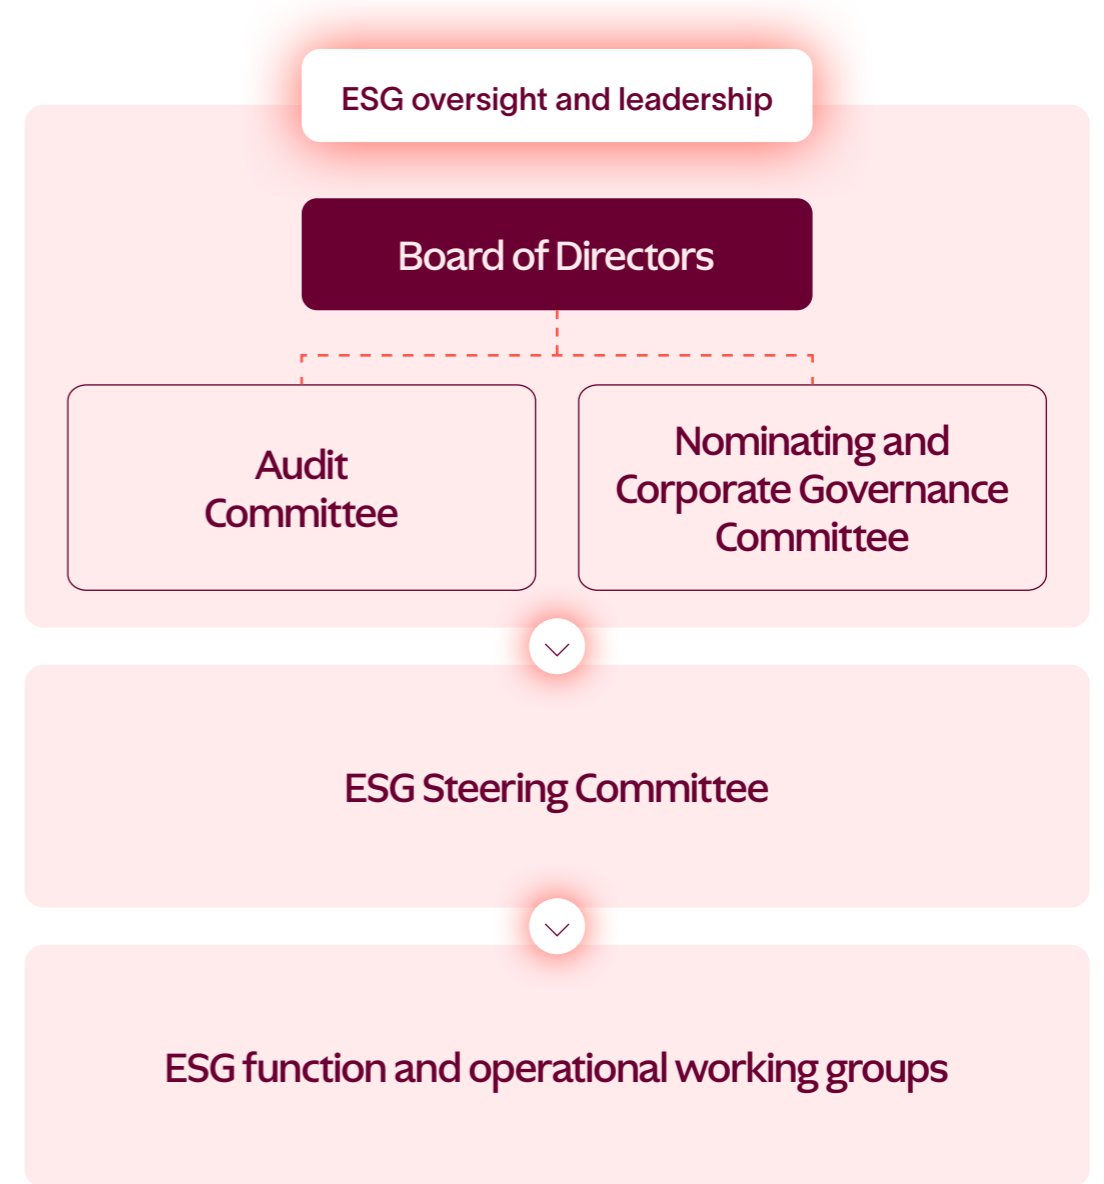 ESG oversight and leadership
Board of Directors
Audit
Committee
Nominating and
Corporate Governance
Committee
ESG Steering Committee
ESG function and operational working groups